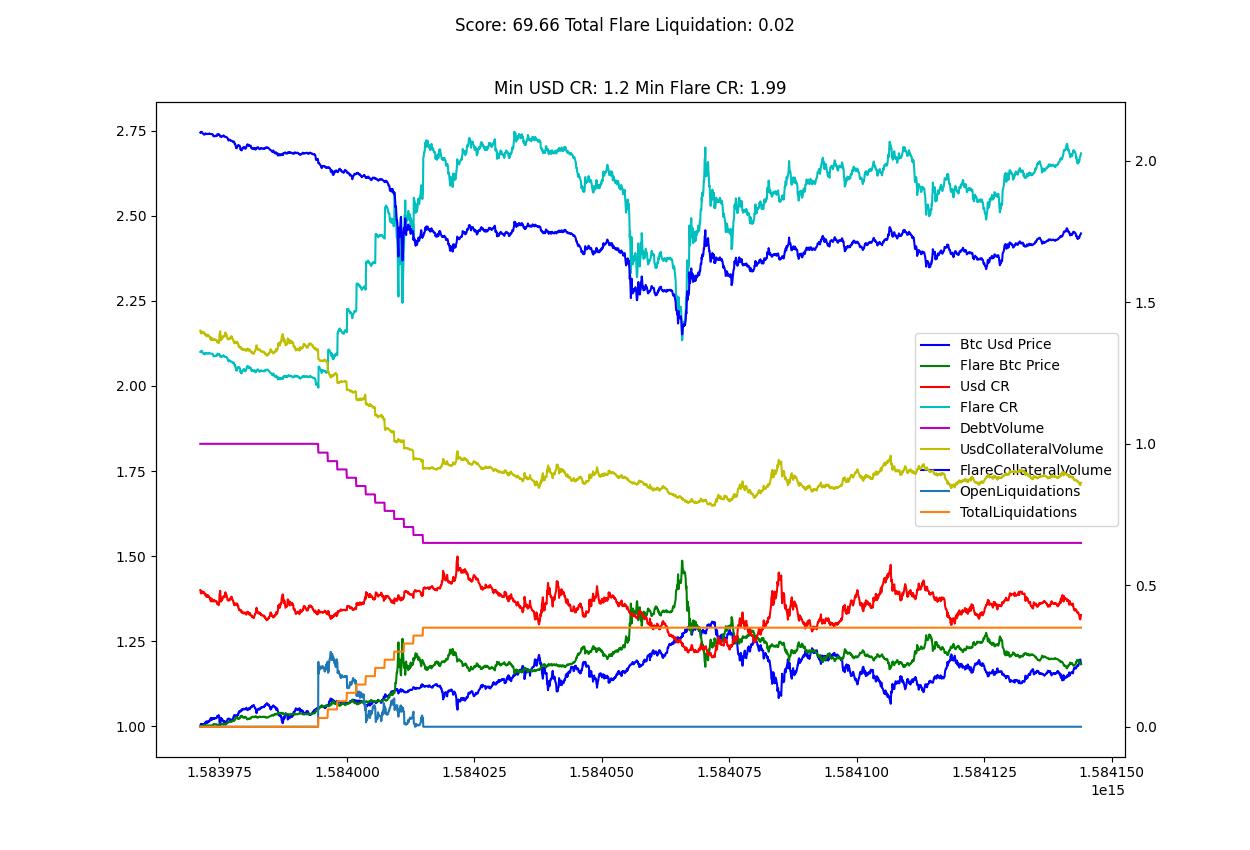 Score: 69.66 Total Flare Liquidation: 0.02
Min USD CR: 1.2 Min Flare CR: 1.99
2.75
2.50
2.25
2.00
1.75
1.50
1.25
1.00
2.0
1.5
1.0
0.5
0.0
Btc Usd Price
Flare Btc Price
Usd CR
Flare CR
DebtVolume
UsdCollateralVolume
FlareCollateralVolume
OpenLiquidations
TotalLiquidations
1.583975 1.584000 1.584025 1.584050 1.584075 1.584100 1.584125 1.584150
1e15